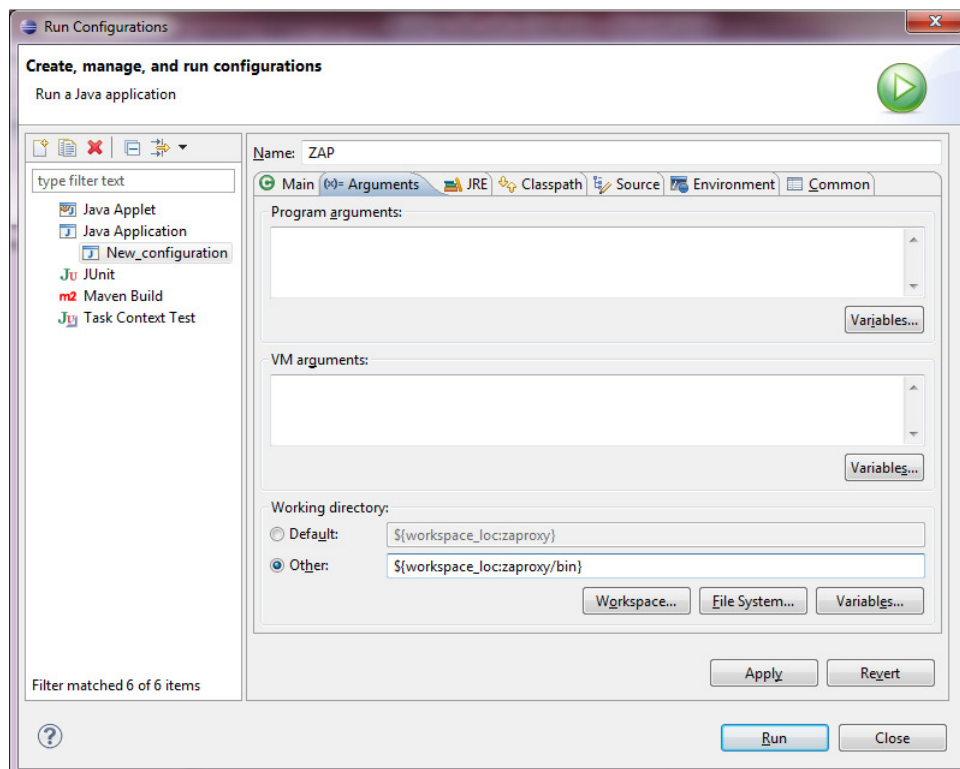 Run Configurations
Create, manage, and run configurations
Run a Java application
type filter text
Java Applet
Java Application
New_configuration
Ju JUnit
m2 Maven Build
Ju Task Context Test
Filter matched 6 of 6 items
Name: ZAP
Main (x)= Arguments JRE Classpath Source Environment Common
Program arguments:
Variables...
VM arguments:
Variables...
Working directory:
Default: ${workspace_loc:zaproxy}
Other: ${workspace_loc:zaproxy/bin}
Workspace... File System... Variables...
Apply Revert
Run Close